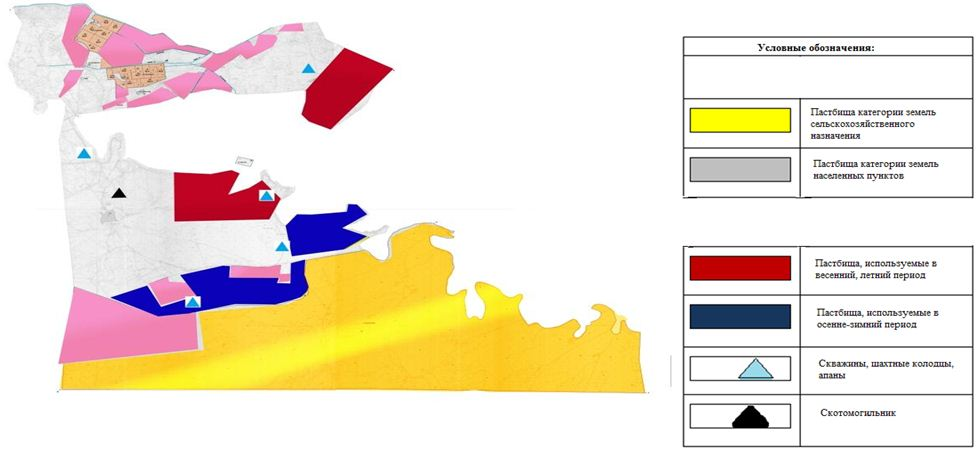 Условные обозначения:
Пастбища категории земель
сельскохозяйственного
назначения
Пастбища категории земель
населенных пунктов
Пастбища, используемые в
весенний, летний период
Пастбища, используемые в
осенне-зимний период
Скважины, шахтные колодцы,
апаны
Скотомогильник